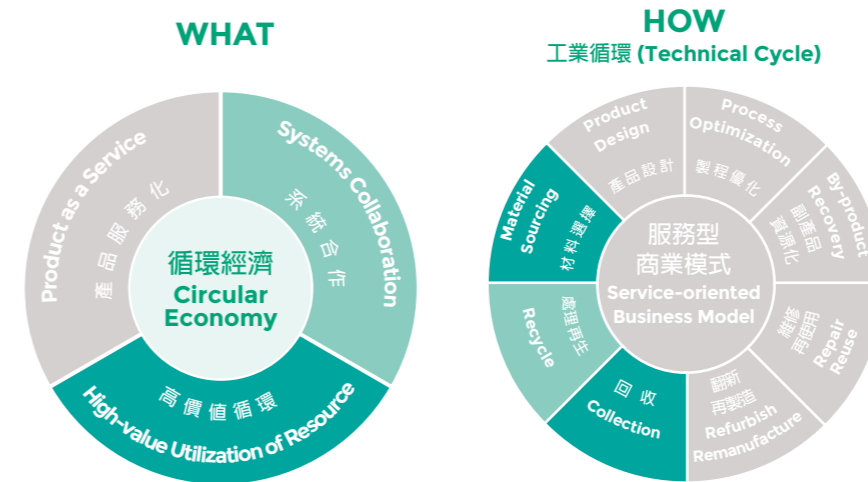 WHAT
Product as a Service
產品服務化
Systems Collaboration
系統合作
High-value Utilization of Resource
高價值循環
循環經濟
Circular
Economy
HOW
工業循環 (Technical Cycle)
Product
Design
產品設計
Process
Optimization
製程優化
By-product
Recovery
副產品
資源化
維修
再使用
Repair
Reuse
翻新
再製造
Refurbish
Remanufacture
回收
Collection
Recycle
處理再生
Material
Sourcing
材料選擇
服務型
商業模式
Service-oriented
Business Model